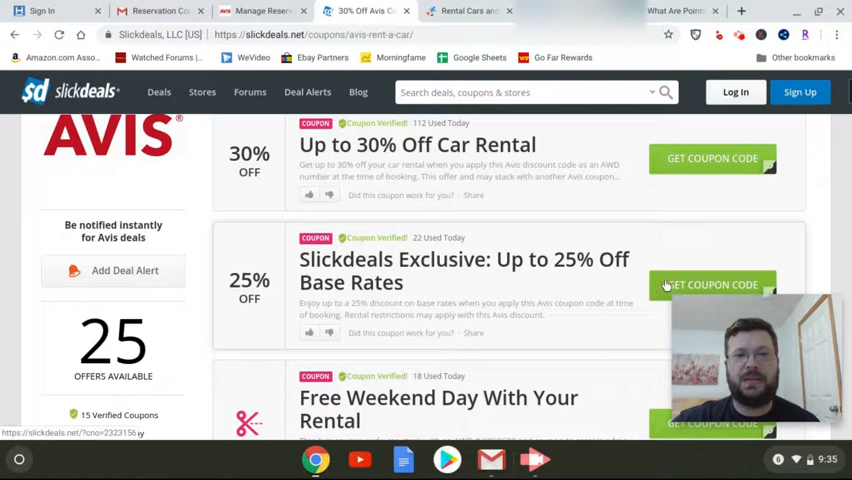 Sign In
Reservation Co
AVIS Manage Reserv
30% Off Avis Co
Rental Cars and
What Are Point
Slickdeals, LLC [US] | https://slickdeals.net/coupons/avis-rent-a-car/
Amazon.com: Assoc
Watched Forums |
WeVideo
Ebay Partners
Morningfame
Google Sheets
Go Far Rewards
Other bookmarks
sd slickdeals
Deals
Stores
Forums
Deal Alerts
Blog
Search deals, coupons & stores
Log In
Sign Up
AVIS®
Be notified instantly
for Avis deals
Add Deal Alert
25
OFFERS AVAILABLE
15 Verified Coupons
30%
OFF
COUPON Coupon Verified! 112 Used Today
Up to 30% Off Car Rental
Get up to 30% off your car rental when you apply this Avis discount code as an AWD
number at the time of booking. This offer and may stack with another Avis coupon...
Did this coupon work for you? · Share
GET COUPON CODE
25%
OFF
COUPON Coupon Verified! 22 Used Today
Slickdeals Exclusive: Up to 25% Off
Base Rates
Enjoy up to a 25% discount on base rates when you apply this Avis coupon code at time
of booking. Rental restrictions may apply with this Avis discount.
Did this coupon work for you? · Share
GET COUPON CODE
COUPON Coupon Verified! 18 Used Today
Free Weekend Day With Your
Rental
GET COUPON CODE
https://slickdeals.net/?cno=2323156
6
9:35